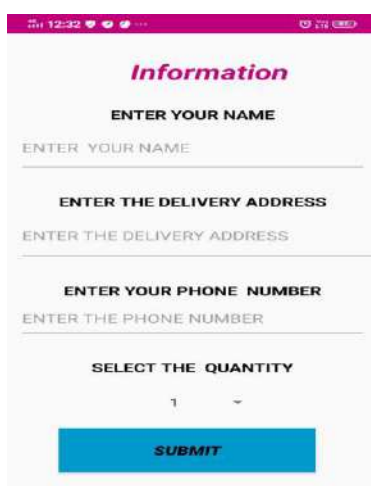 12:32
Information
ENTER YOUR NAME
ENTER YOUR NAME
ENTER THE DELIVERY ADDRESS
ENTER THE DELIVERY ADDRESS
ENTER YOUR PHONE NUMBER
ENTER THE PHONE NUMBER
SELECT THE QUANTITY
1
SUBMIT